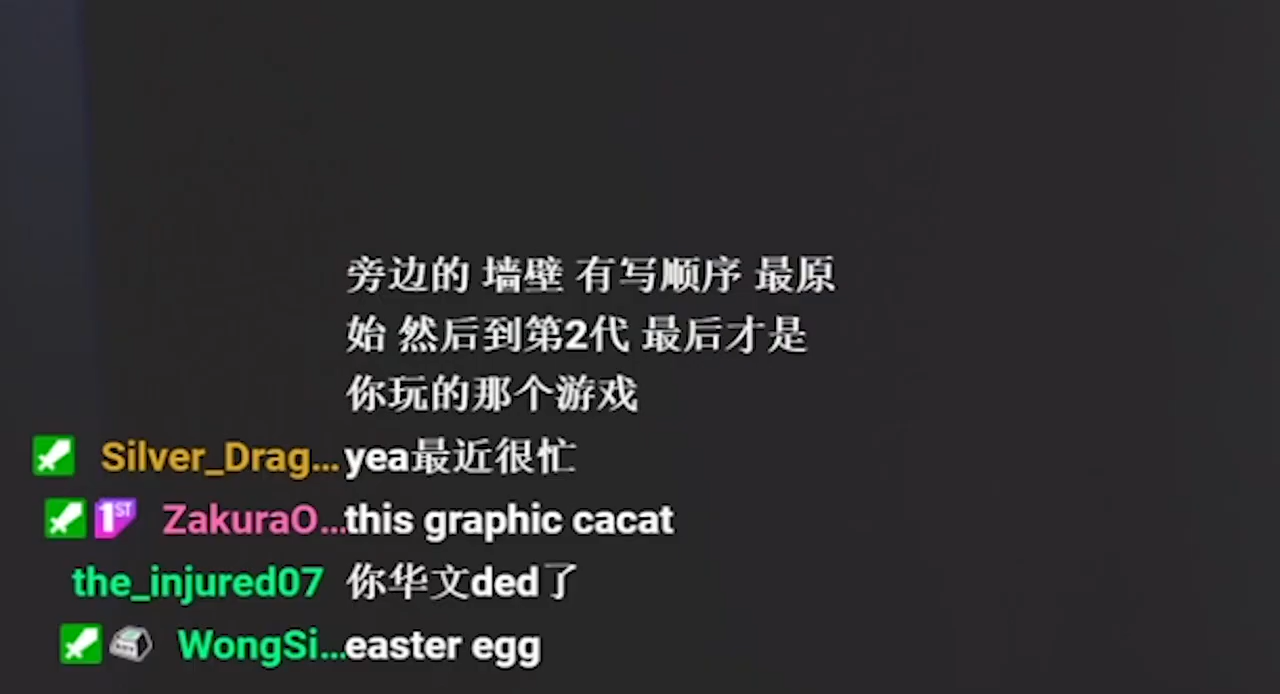 旁边的 墙壁 有写顺序 最原
始 然后到第2代 最后才是
你玩的那个游戏
Silver_Drag... yea最近很忙
1ST ZakuraO... this graphic cacat
the_injured07 你华文ded了
WongSi... easter egg